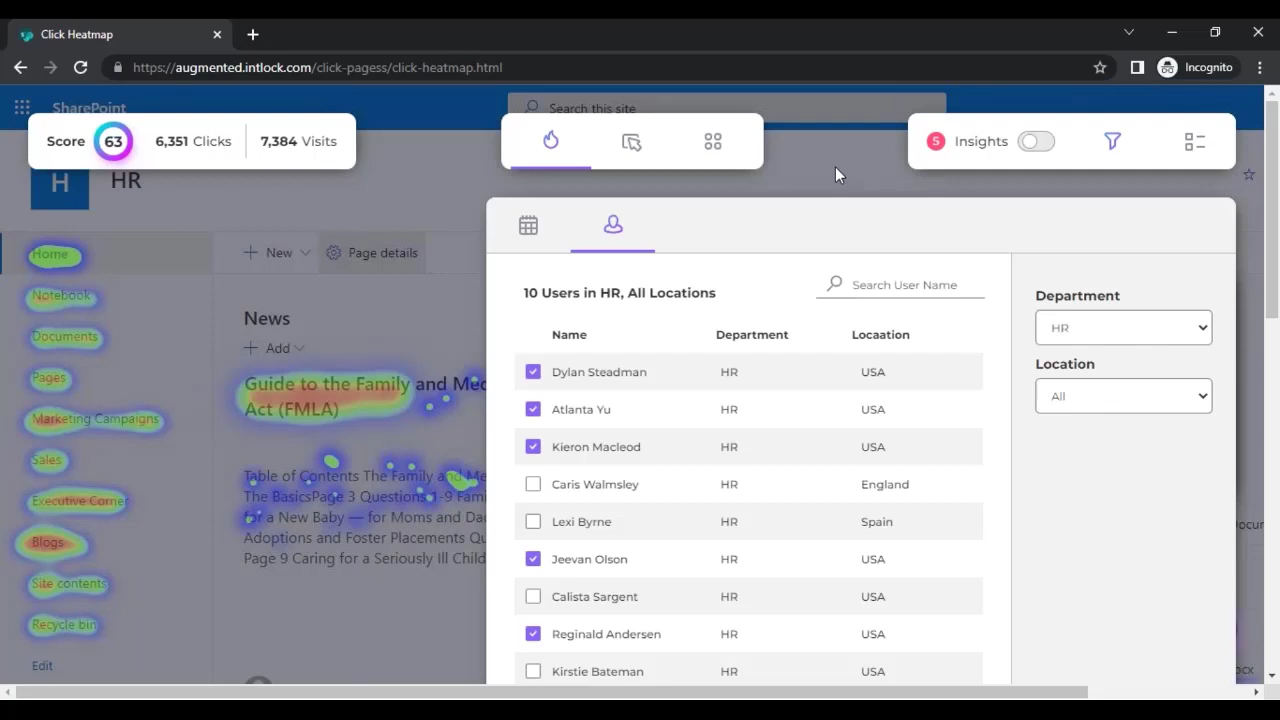 Click Heatmap
https://augmented.intlock.com/click-pagess/click-heatmap.html
Incognito
SharePoint
Search this site
Score 63 6,351 Clicks 7,384 Visits
5 Insights
H HR
Home
Notebook
Documents
Pages
Marketing Campaigns
Sales
Executive Corner
Blogs
Site contents
Recycle bin
Edit
New
Page details
News
Add
Guide to the Family and Med
Act (FMLA)
Table of Contents The Family and Me
The BasicsPage 3 Questions 1-9 Fami
for a New Baby — for Moms and Dad
Adoptions and Foster Placements Qu
Page 9 Caring for a Seriously Ill Child
10 Users in HR, All Locations
Search User Name
Name Department Locaation
Dylan Steadman HR USA
Atlanta Yu HR USA
Kieron Macleod HR USA
Caris Walmsley HR England
Lexi Byrne HR Spain
Jeevan Olson HR USA
Calista Sargent HR USA
Reginald Andersen HR USA
Kirstie Bateman HR USA
Department
HR
Location
All